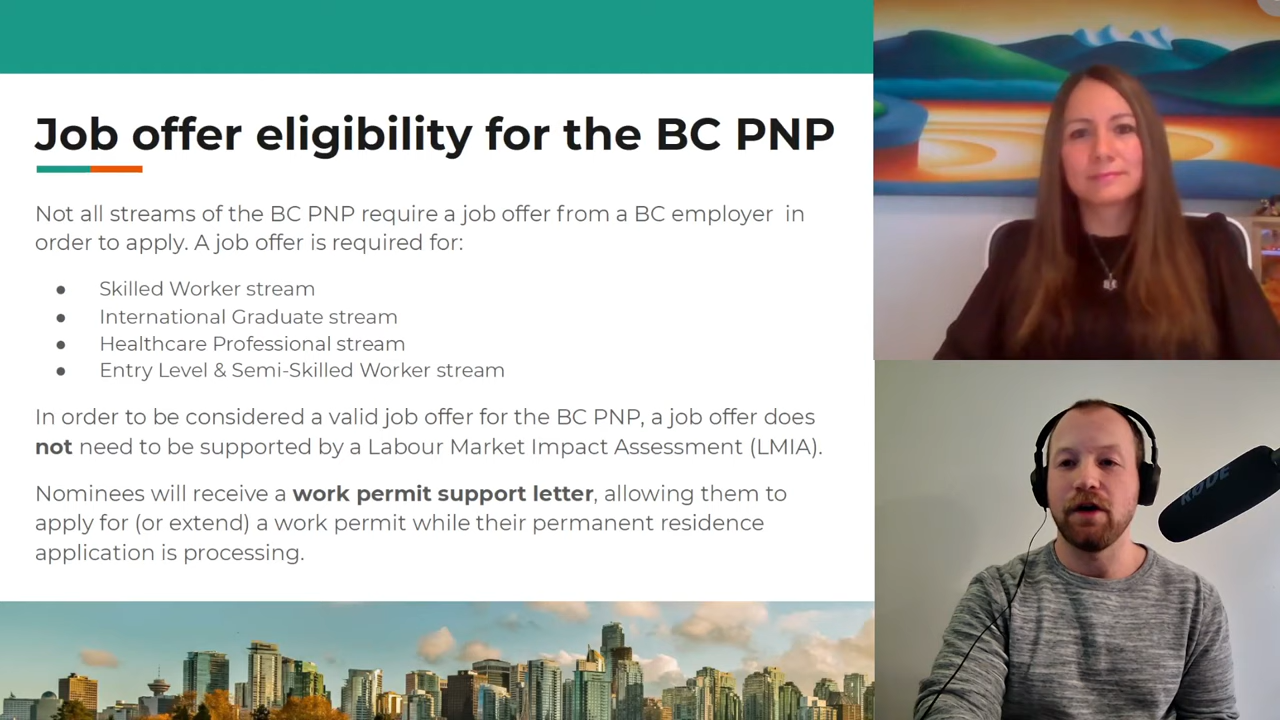 Job offer eligibility for the BC PNP
Not all streams of the BC PNP require a job offer from a BC employer in
order to apply. A job offer is required for:
● Skilled Worker stream
● International Graduate stream
● Healthcare Professional stream
● Entry Level & Semi-Skilled Worker stream
In order to be considered a valid job offer for the BC PNP, a job offer does
not need to be supported by a Labour Market Impact Assessment (LMIA).
Nominees will receive a work permit support letter, allowing them to
apply for (or extend) a work permit while their permanent residence
application is processing.
RODE